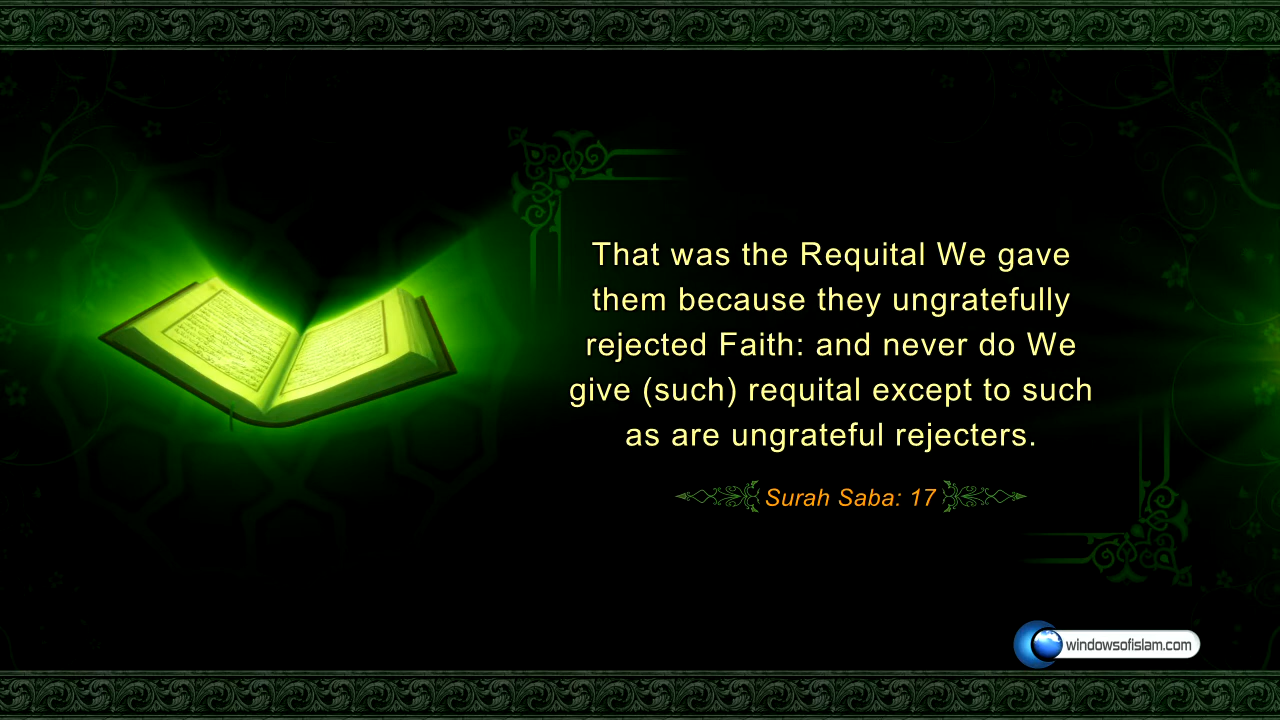 That was the Requital We gave
them because they ungratefully
rejected Faith: and never do We
give (such) requital except to such
as are ungrateful rejecters.
Surah Saba: 17
windowsofislam.com